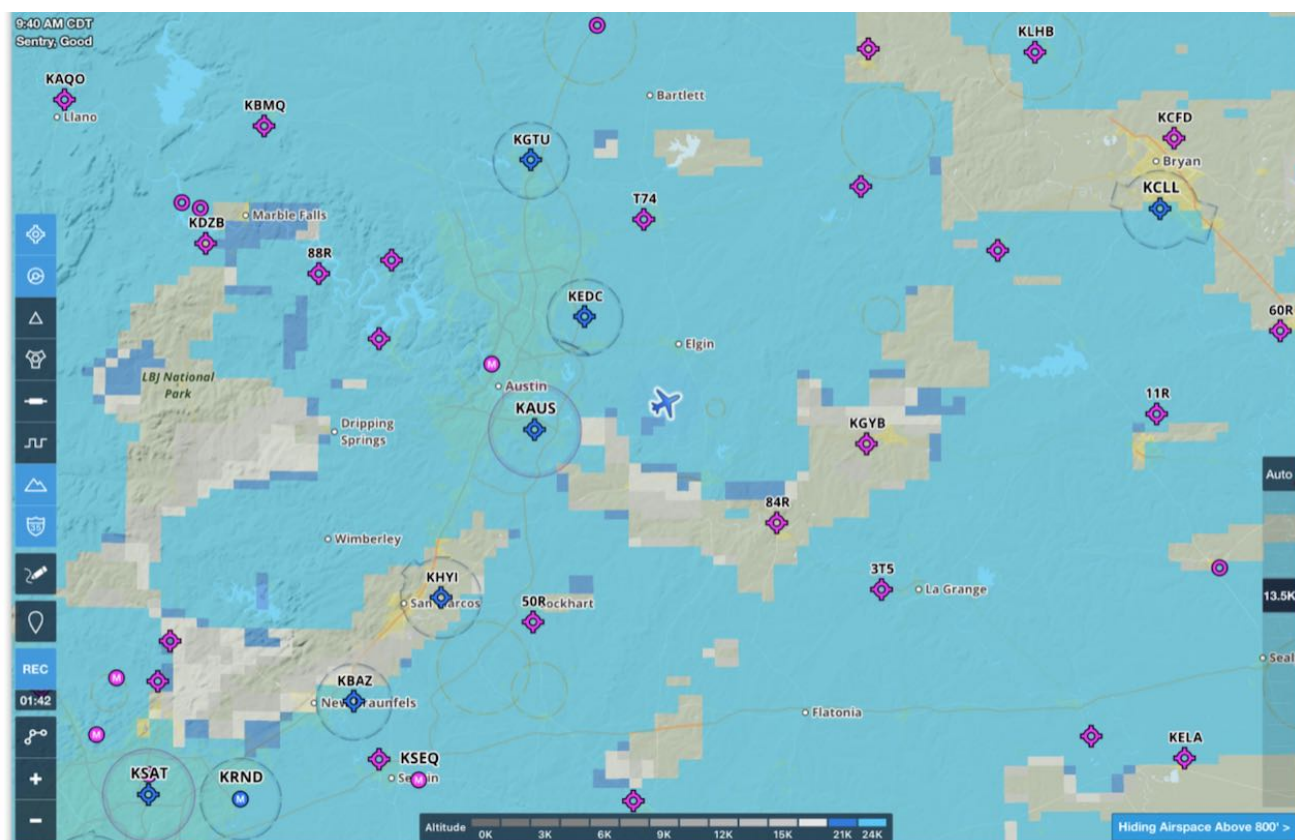 9:40 AM CDT
Sentry, Good
KLHB
KAQO
Llano
KBMQ
Bartlett
KCFD
KGTU
Bryan
KCLL
T74
Marble Falls
KDZB
88R
KEDC
60R
Elgin
LBJ National
Park
M
Austin
KAUS
11R
Dripping
Springs
KGYB
Auto
84R
35
Wimberley
3T5
KHYI
La Grange
13.5K
San Marcos
50R
ockhart
REC
M
Seal
01:42
KBAZ
New Braunfels
Flatonia
M
KELA
KSAT
KRND
KSEQ
Seguin
M
M
Altitude
0K
3K
6K
9K
12K
15K
21K
24K
Hiding Airspace Above 800' >